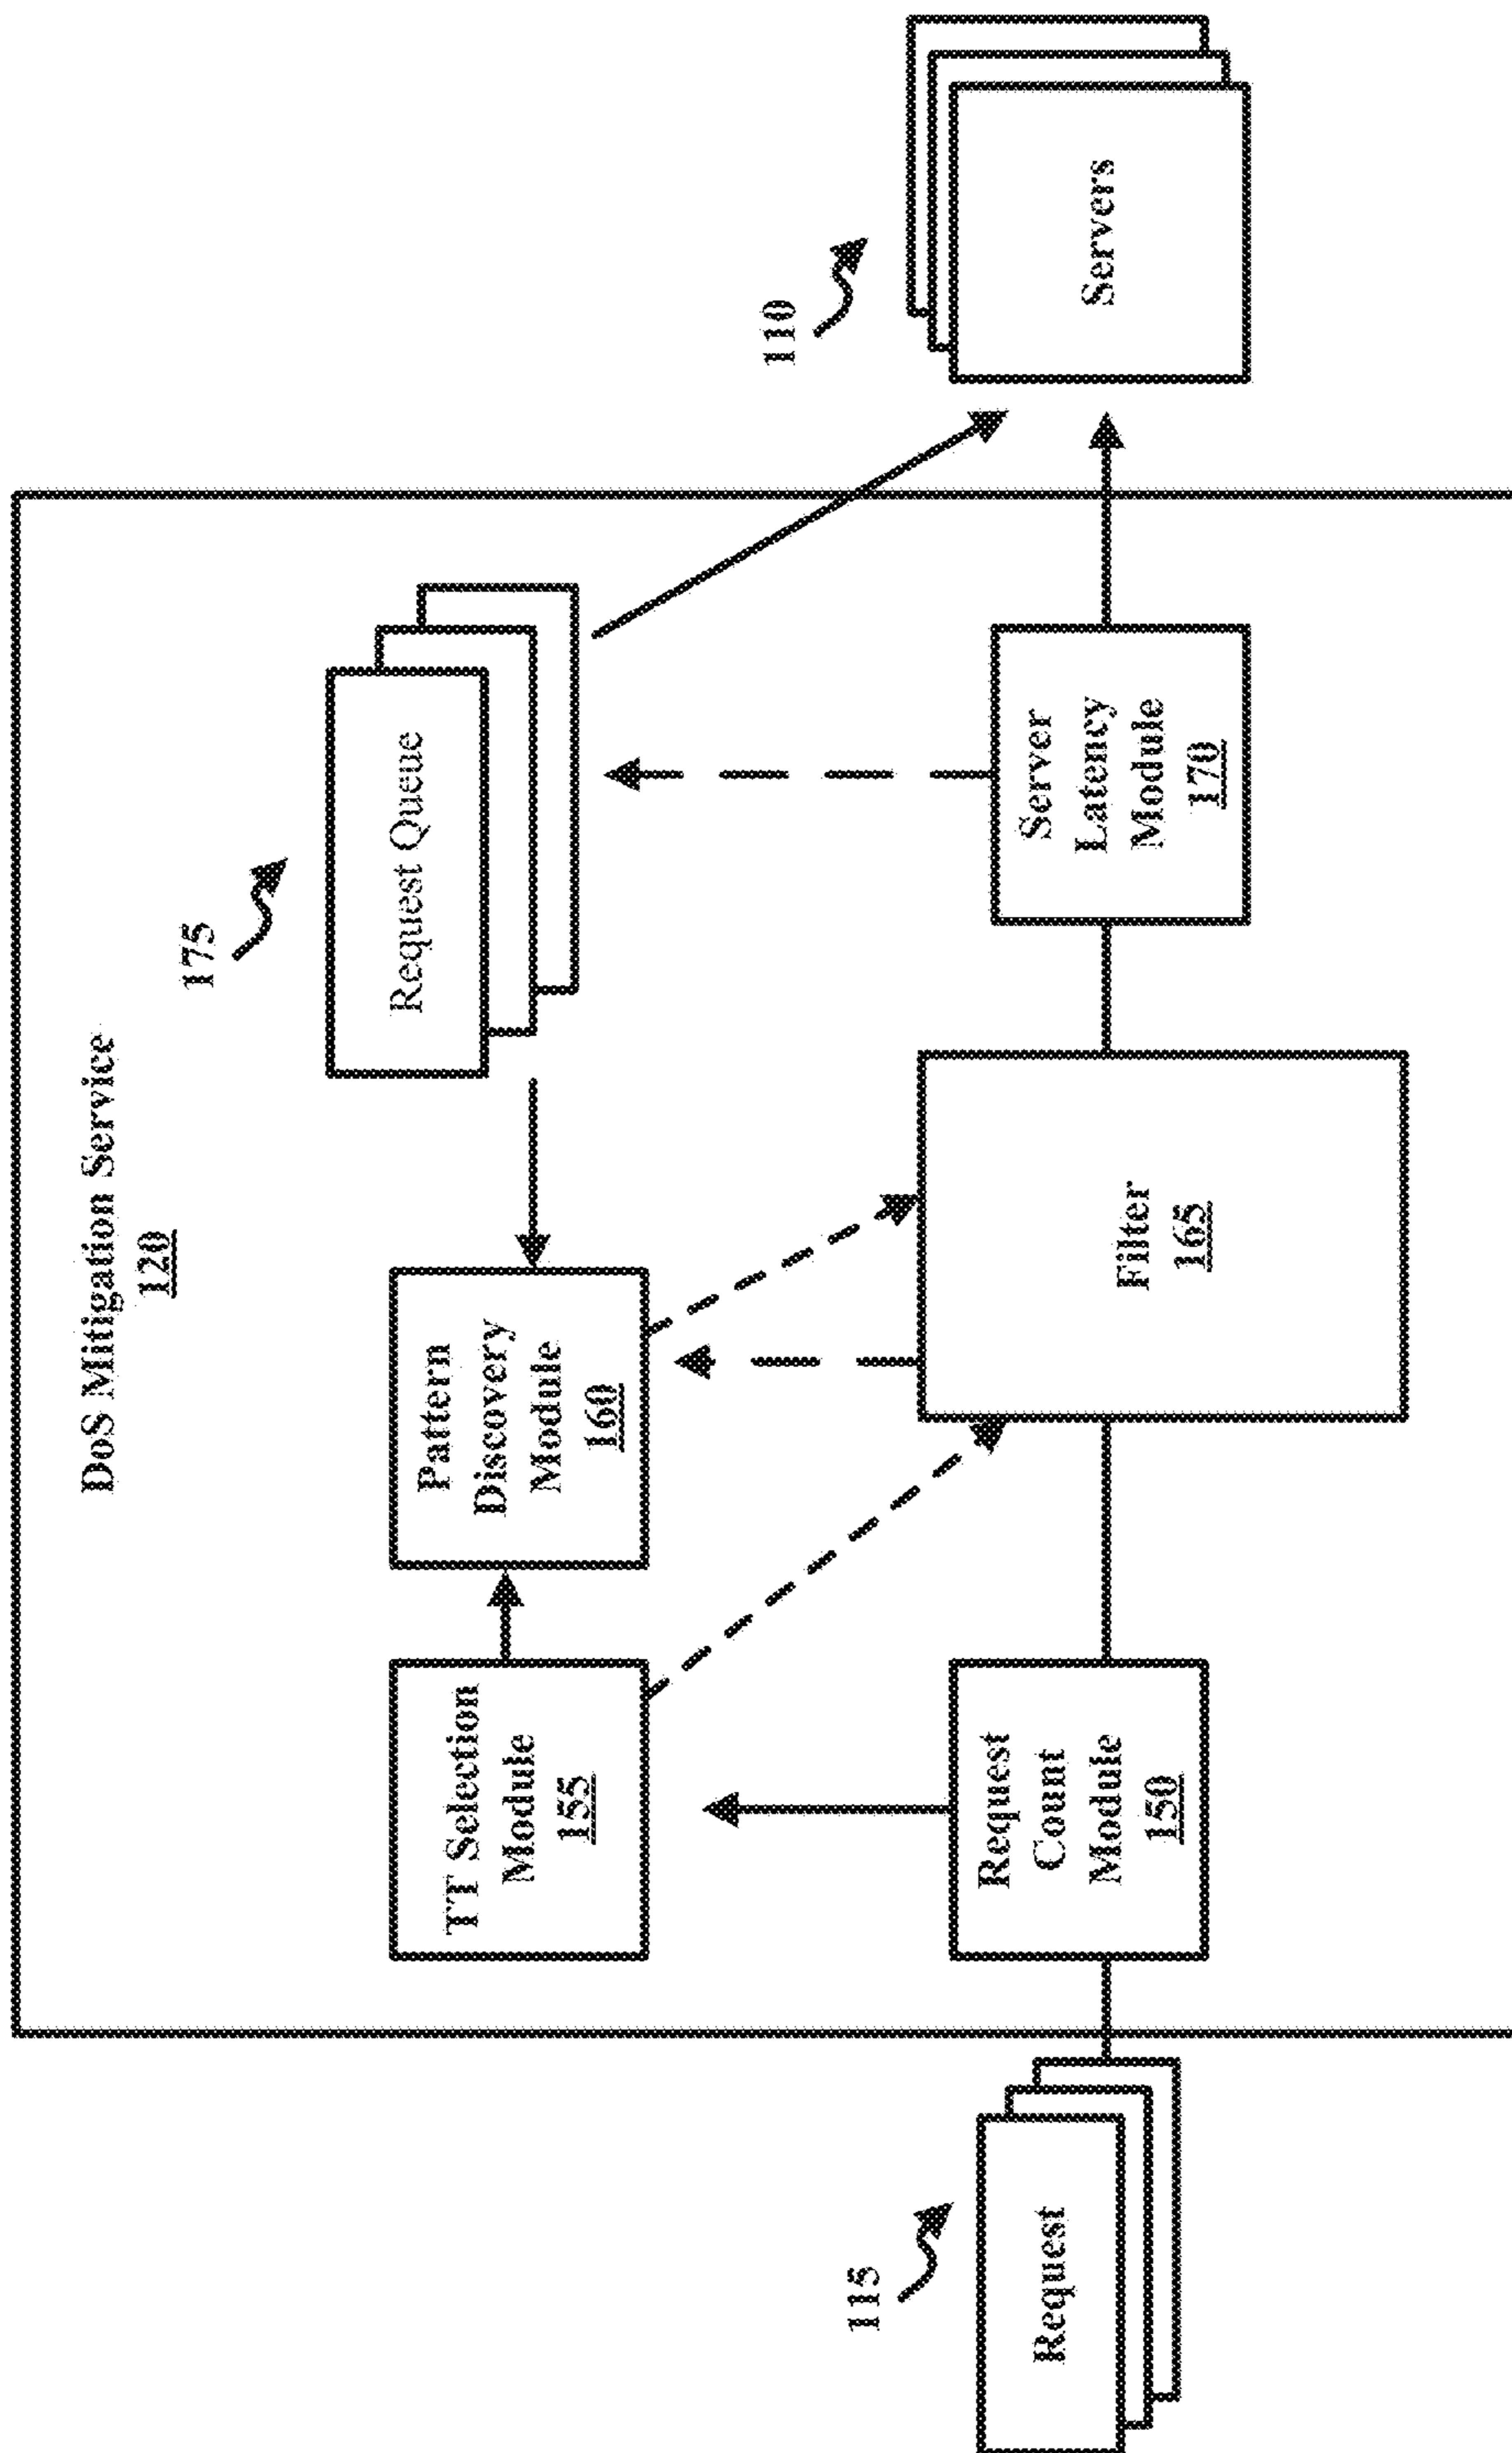 DoS Mitigation Service
120
175
Request Queue
TT Selection
Module
155
Pattern
Discovery
Module
160
110
Servers
115
Request
Request
Count
Module
150
Filter
165
Server
Latency
Module
170